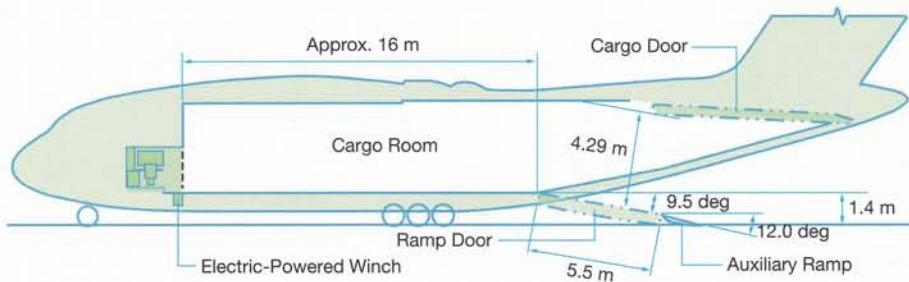 Approx. 16 m
Cargo Door
Cargo Room
4.29 m
9.5 deg
1.4 m
12.0 deg
Ramp Door
Electric-Powered Winch
5.5 m
Auxiliary Ramp